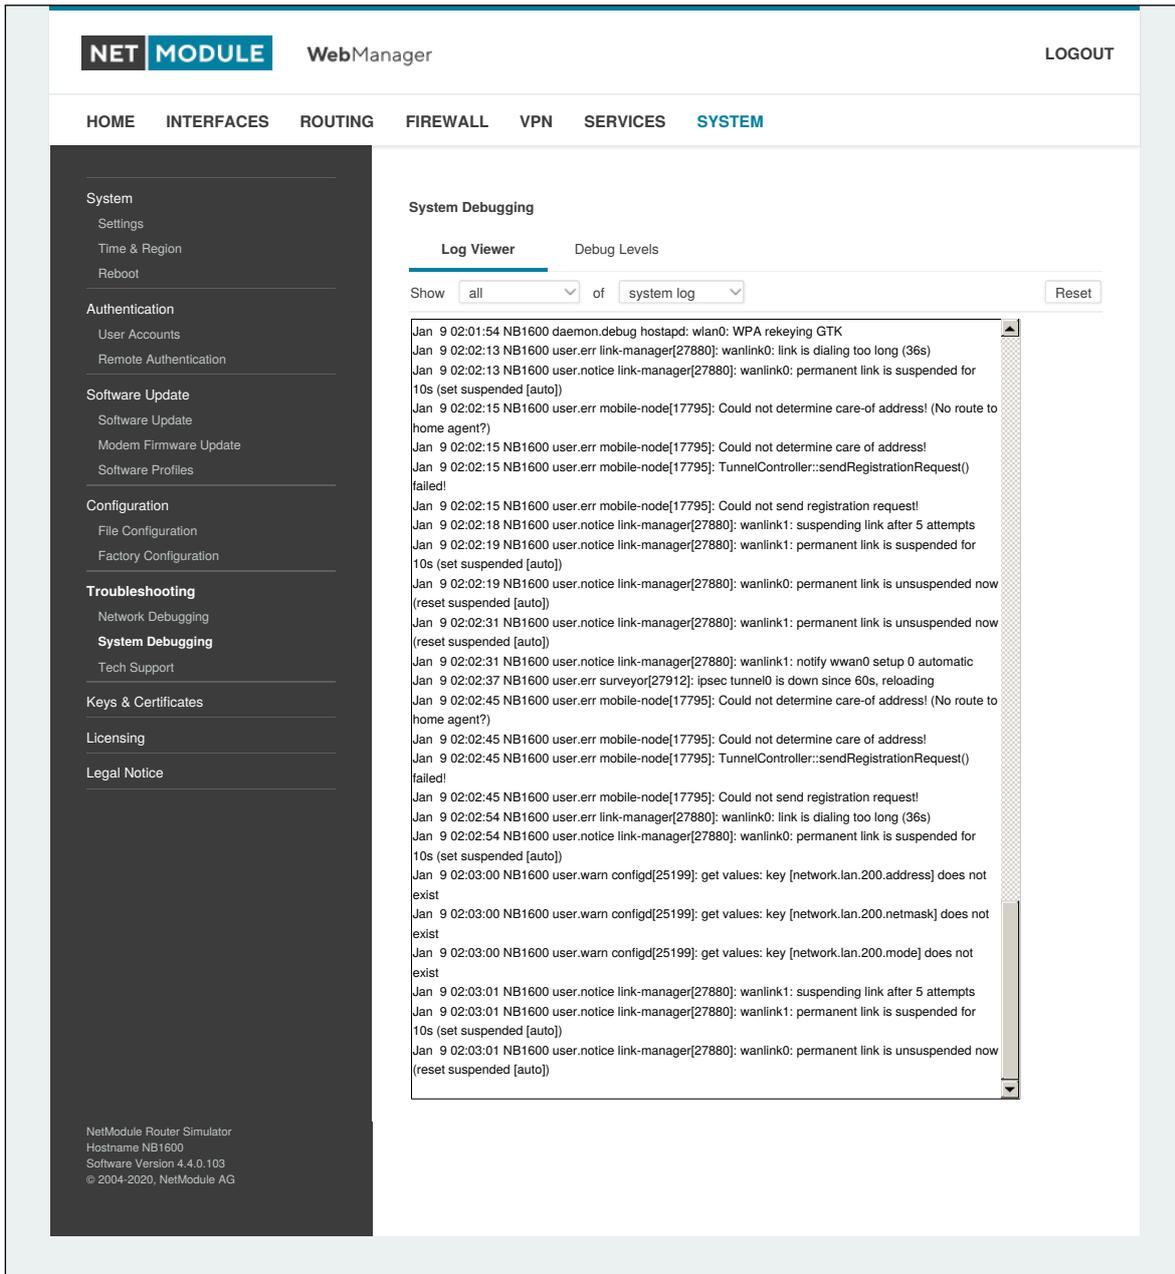 NET MODULE WebManager LOGOUT
HOME INTERFACES ROUTING FIREWALL VPN SERVICES SYSTEM
System
Settings
Time & Region
Reboot
Authentication
User Accounts
Remote Authentication
Software Update
Software Update
Modem Firmware Update
Software Profiles
Configuration
File Configuration
Factory Configuration
Troubleshooting
Network Debugging
System Debugging
Tech Support
Keys & Certificates
Licensing
Legal Notice
NetModule Router Simulator
Hostname NB1600
Software Version 4.4.0.103
© 2004-2020, NetModule AG
System Debugging
Log Viewer Debug Levels
Show all of system log Reset
Jan 9 02:01:54 NB1600 daemon.debug hostapd: wlan0: WPA rekeying GTK
Jan 9 02:02:13 NB1600 user.err link-manager[27880]: wanlink0: link is dialing too long (36s)
Jan 9 02:02:13 NB1600 user.notice link-manager[27880]: wanlink0: permanent link is suspended for
10s (set suspended [auto])
Jan 9 02:02:15 NB1600 user.err mobile-node[17795]: Could not determine care-of address! (No route to
home agent?)
Jan 9 02:02:15 NB1600 user.err mobile-node[17795]: Could not determine care of address!
Jan 9 02:02:15 NB1600 user.err mobile-node[17795]: TunnelController::sendRegistrationRequest()
failed!
Jan 9 02:02:15 NB1600 user.err mobile-node[17795]: Could not send registration request!
Jan 9 02:02:18 NB1600 user.notice link-manager[27880]: wanlink1: suspending link after 5 attempts
Jan 9 02:02:19 NB1600 user.notice link-manager[27880]: wanlink1: permanent link is suspended for
10s (set suspended [auto])
Jan 9 02:02:19 NB1600 user.notice link-manager[27880]: wanlink0: permanent link is unsuspended now
(reset suspended [auto])
Jan 9 02:02:31 NB1600 user.notice link-manager[27880]: wanlink1: permanent link is unsuspended now
(reset suspended [auto])
Jan 9 02:02:31 NB1600 user.notice link-manager[27880]: wanlink1: notify wwan0 setup 0 automatic
Jan 9 02:02:37 NB1600 user.err surveyor[27912]: ipsec tunnel0 is down since 60s, reloading
Jan 9 02:02:45 NB1600 user.err mobile-node[17795]: Could not determine care-of address! (No route to
home agent?)
Jan 9 02:02:45 NB1600 user.err mobile-node[17795]: Could not determine care of address!
Jan 9 02:02:45 NB1600 user.err mobile-node[17795]: TunnelController::sendRegistrationRequest()
failed!
Jan 9 02:02:45 NB1600 user.err mobile-node[17795]: Could not send registration request!
Jan 9 02:02:54 NB1600 user.err link-manager[27880]: wanlink0: link is dialing too long (36s)
Jan 9 02:02:54 NB1600 user.notice link-manager[27880]: wanlink0: permanent link is suspended for
10s (set suspended [auto])
Jan 9 02:03:00 NB1600 user.warn configd[25199]: get values: key [network.lan.200.address] does not
exist
Jan 9 02:03:00 NB1600 user.warn configd[25199]: get values: key [network.lan.200.netmask] does not
exist
Jan 9 02:03:00 NB1600 user.warn configd[25199]: get values: key [network.lan.200.mode] does not
exist
Jan 9 02:03:01 NB1600 user.notice link-manager[27880]: wanlink1: suspending link after 5 attempts
Jan 9 02:03:01 NB1600 user.notice link-manager[27880]: wanlink1: permanent link is suspended for
10s (set suspended [auto])
Jan 9 02:03:01 NB1600 user.notice link-manager[27880]: wanlink0: permanent link is unsuspended now
(reset suspended [auto])